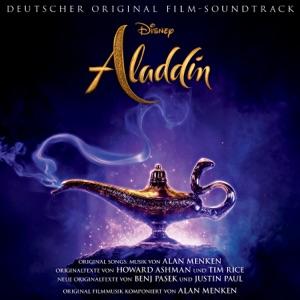 DEUTSCHER ORIGINAL FILM-SOUNDTRACK
Disney
Aladdin
ORIGINAL SONGS: MUSIK VON ALAN MENKEN
ORIGINALTEXTE VON HOWARD ASHMAN UND TIM RICE
NEUE ORIGINALTEXTE VON BENJ PASEK UND JUSTIN PAUL
ORIGINAL FILMMUSIK KOMPONIERT VON ALAN MENKEN